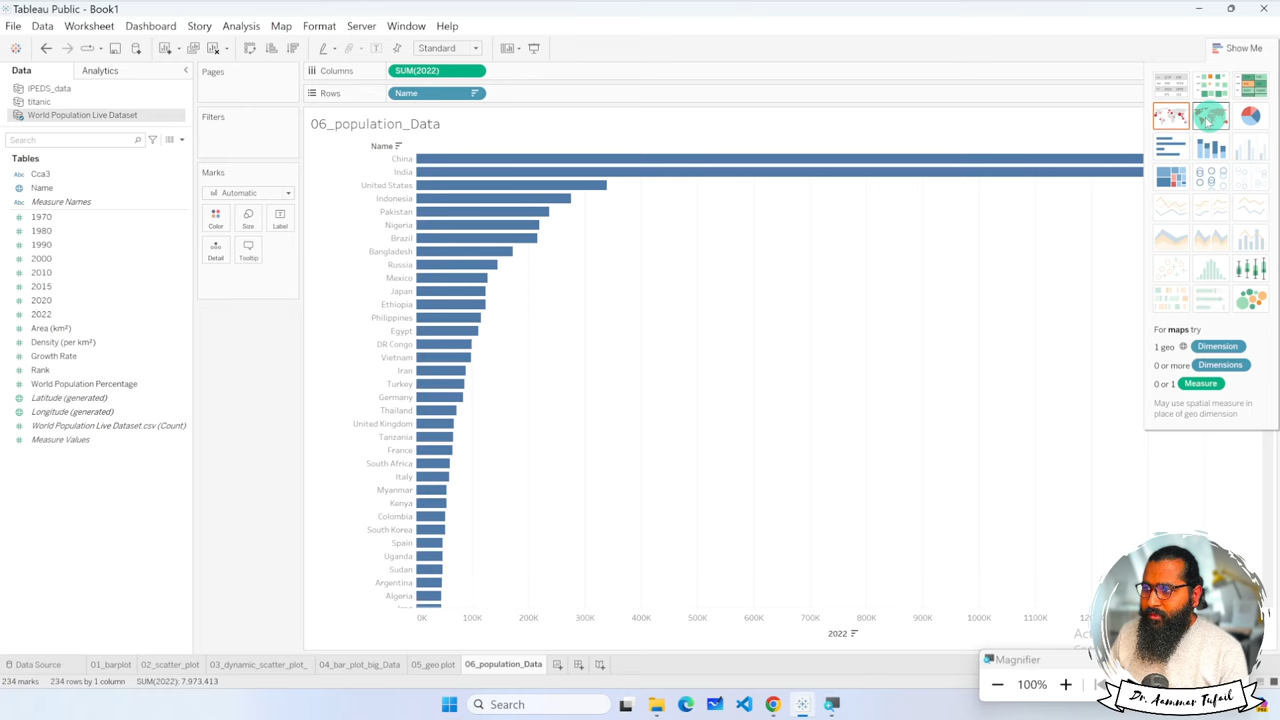 Tableau Public - Book1
File Data Worksheet Dashboard Story Analysis Map Format Server Window Help
Standard
Show Me
Data Analytics
IPEDS_data
titanic
World Population Live Dataset
Search
Tables
Abc Cca3
Name
Abc Measure Names
# 1970
# 1980
# 1990
# 2000
# 2010
# 2015
# 2020
# 2022
# Area (km²)
# Density (per km²)
# Growth Rate
# Rank
# World Population Percentage
Latitude (generated)
Longitude (generated)
# World Population Live Dataset.csv (Count)
# Measure Values
Pages
Filters
Marks
Automatic
Color Size Label
Detail Tooltip
Columns SUM(2022)
Rows Name
06_population_Data
Name
China
India
United States
Indonesia
Pakistan
Nigeria
Brazil
Bangladesh
Russia
Mexico
Japan
Ethiopia
Philippines
Egypt
DR Congo
Vietnam
Iran
Turkey
Germany
Thailand
United Kingdom
Tanzania
France
South Africa
Italy
Myanmar
Kenya
Colombia
South Korea
Spain
Uganda
Sudan
Argentina
Algeria
0K 100K 200K 300K 400K 500K 600K 700K 800K 900K 1000K 1100K
2022
For maps try
1 geo Dimension
0 or more Dimensions
0 or 1 Measure
May use spatial measure in
place of geo dimension
Magnifier
100%
Dr. Aammar Tufail
Data Source 01_barplot 02_scatter_plot 03_dynamic_scatter_plot_ 04_bar_plot_big_Data 05_geo plot 06_population_Data
234 marks 234 rows by 1 column SUM(2022): 7,973,413
Search